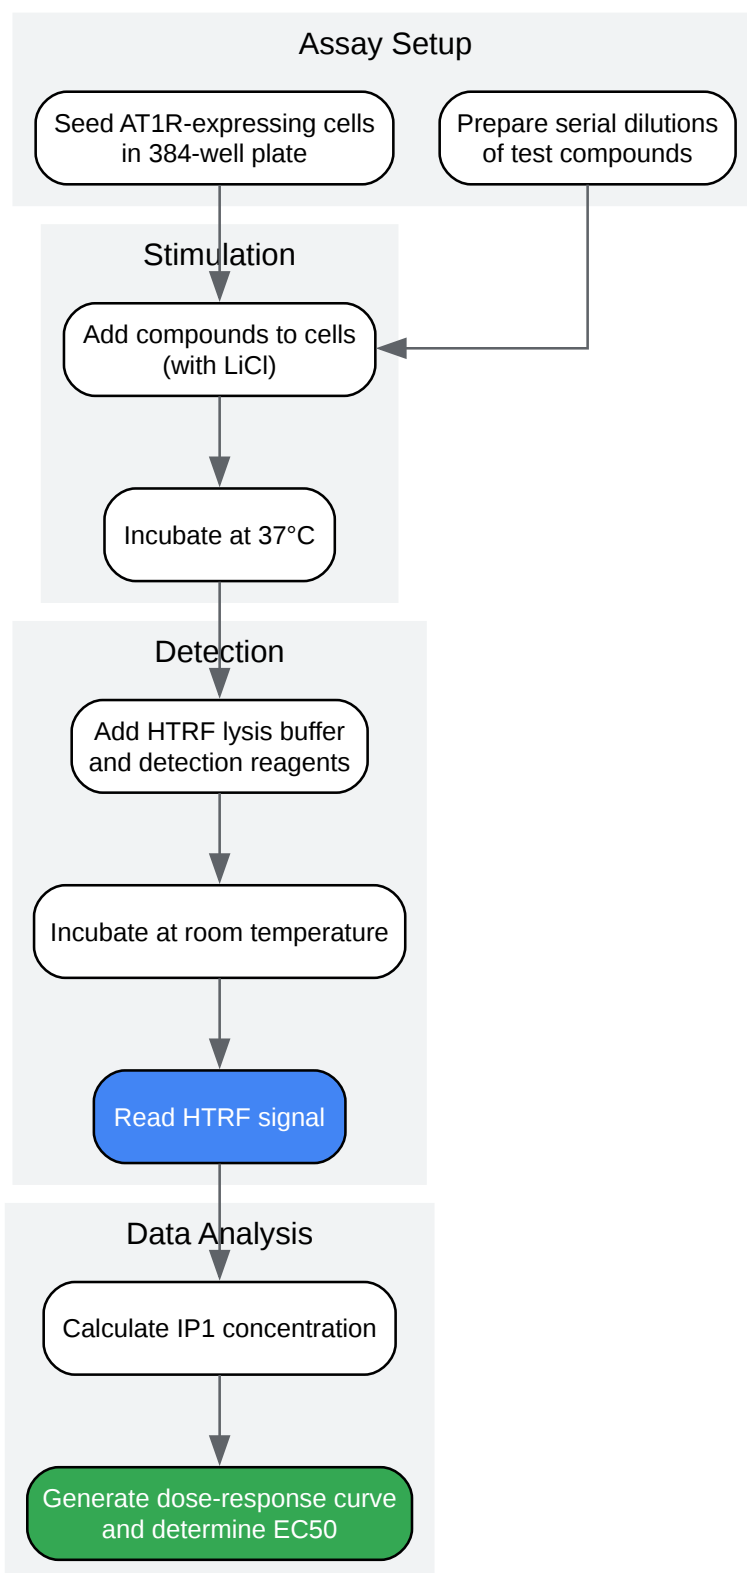 Assay Setup
Seed AT1R-expressing cells
in 384-well plate
Prepare serial dilutions
of test compounds
Stimulation
Add compounds to cells
(with LiCl)
Incubate at 37°C
Detection
Add HTRF lysis buffer
and detection reagents
Incubate at room temperature
Read HTRF signal
Data Analysis
Calculate IP1 concentration
Generate dose-response curve
and determine EC50